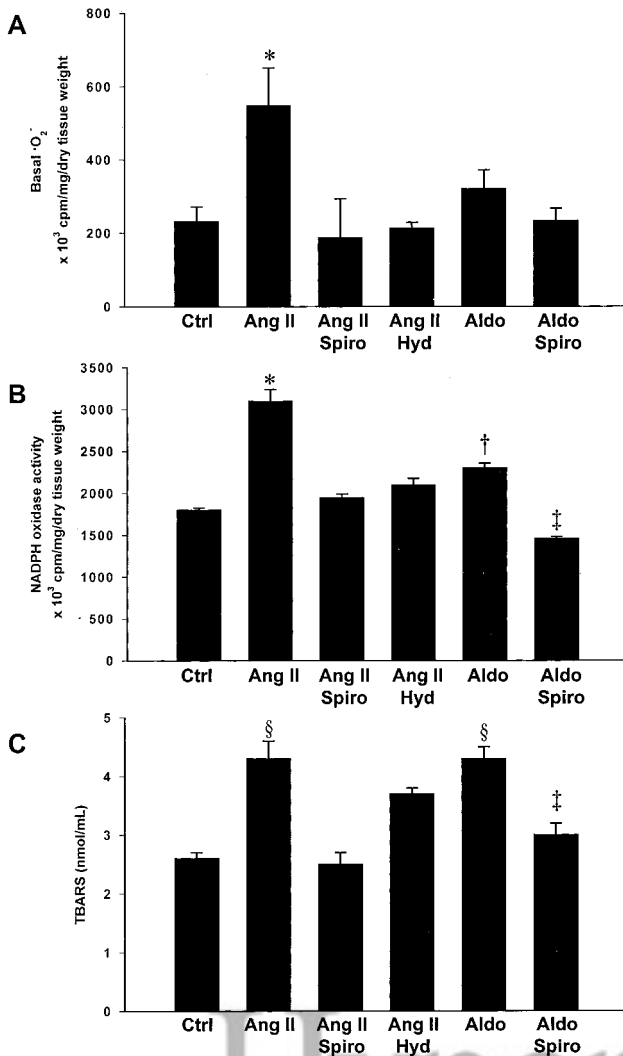 A
Basal ·O₂⁻
x 10³ cpm/mg/dry tissue weight
800
600
400
200
0
*
Ctrl Ang II Ang II Ang II Aldo Aldo
Spiro Hyd Spiro
B
NADPH oxidase activity
x 10³ cpm/mg/dry tissue weight
3500
3000
2500
2000
1500
1000
500
0
* † ‡
Ctrl Ang II Ang II Ang II Aldo Aldo
Spiro Hyd Spiro
C
TBARS (nmol/mL)
5
4
3
2
1
0
§ § ‡
Ctrl Ang II Ang II Ang II Aldo Aldo
Spiro Hyd Spiro